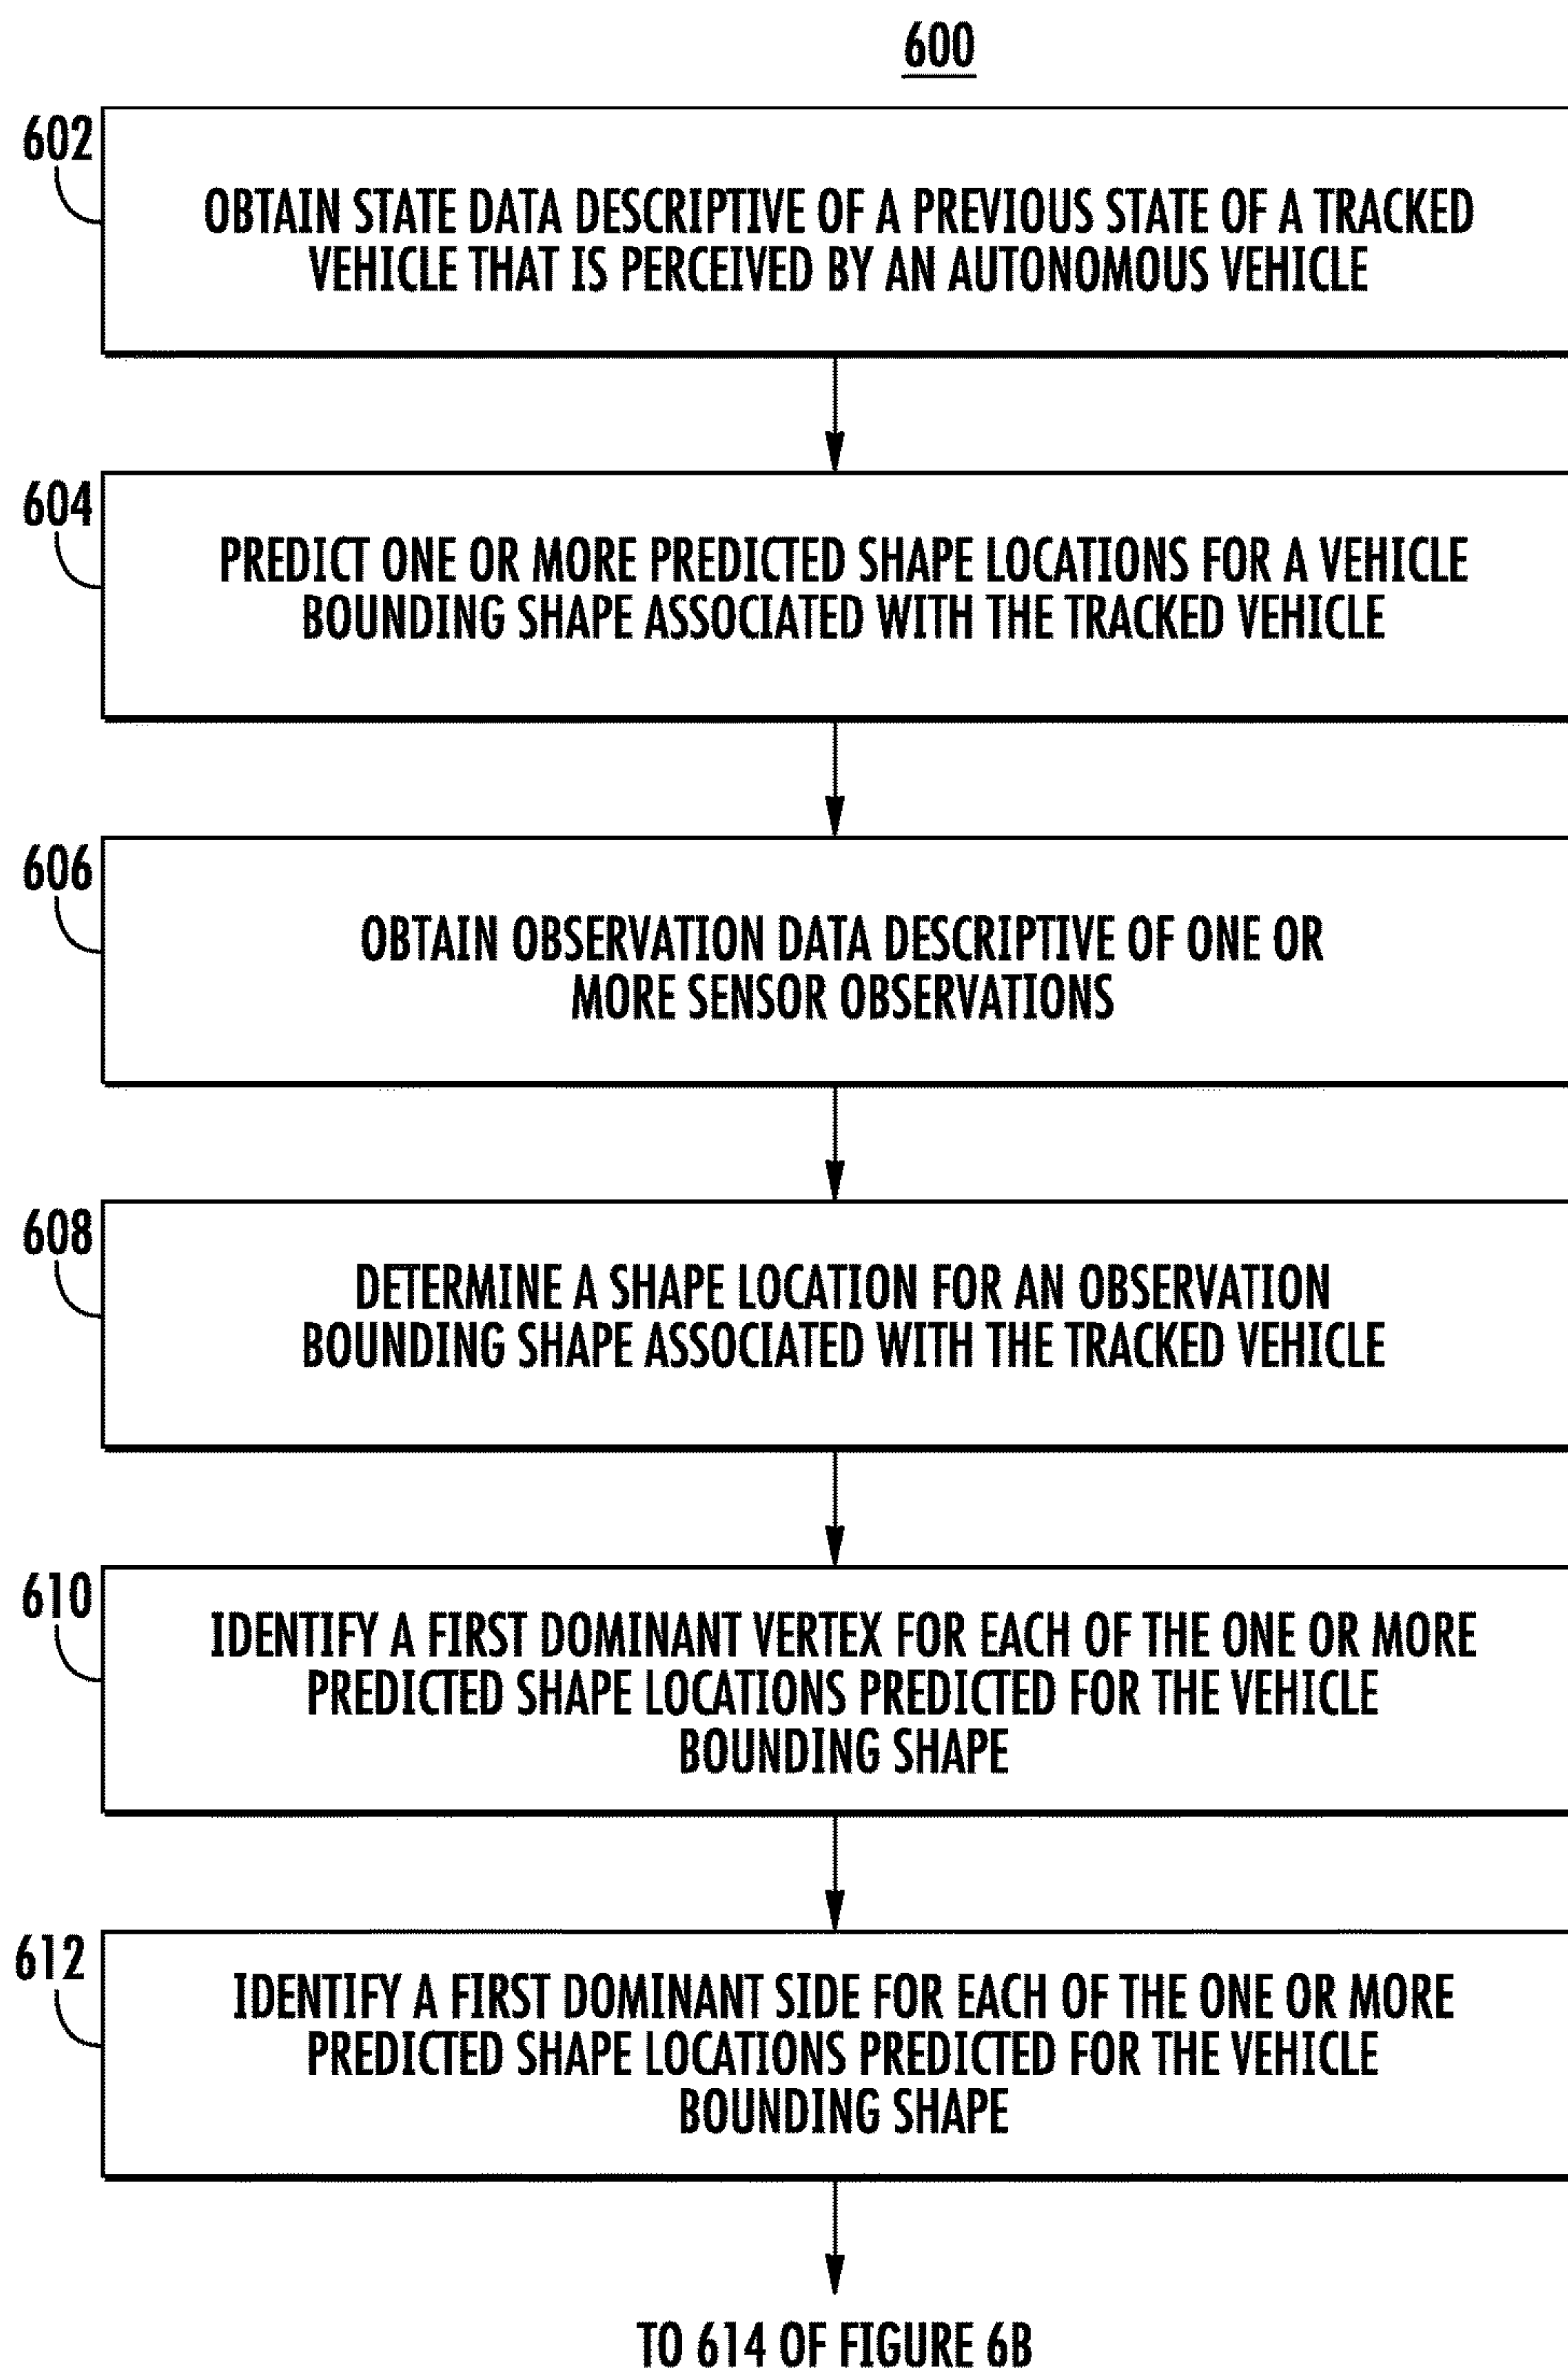 600
602
OBTAIN STATE DATA DESCRIPTIVE OF A PREVIOUS STATE OF A TRACKED
VEHICLE THAT IS PERCEIVED BY AN AUTONOMOUS VEHICLE
604
PREDICT ONE OR MORE PREDICTED SHAPE LOCATIONS FOR A VEHICLE
BOUNDING SHAPE ASSOCIATED WITH THE TRACKED VEHICLE
606
OBTAIN OBSERVATION DATA DESCRIPTIVE OF ONE OR
MORE SENSOR OBSERVATIONS
608
DETERMINE A SHAPE LOCATION FOR AN OBSERVATION
BOUNDING SHAPE ASSOCIATED WITH THE TRACKED VEHICLE
610
IDENTIFY A FIRST DOMINANT VERTEX FOR EACH OF THE ONE OR MORE
PREDICTED SHAPE LOCATIONS PREDICTED FOR THE VEHICLE
BOUNDING SHAPE
612
IDENTIFY A FIRST DOMINANT SIDE FOR EACH OF THE ONE OR MORE
PREDICTED SHAPE LOCATIONS PREDICTED FOR THE VEHICLE
BOUNDING SHAPE
TO 614 OF FIGURE 6B